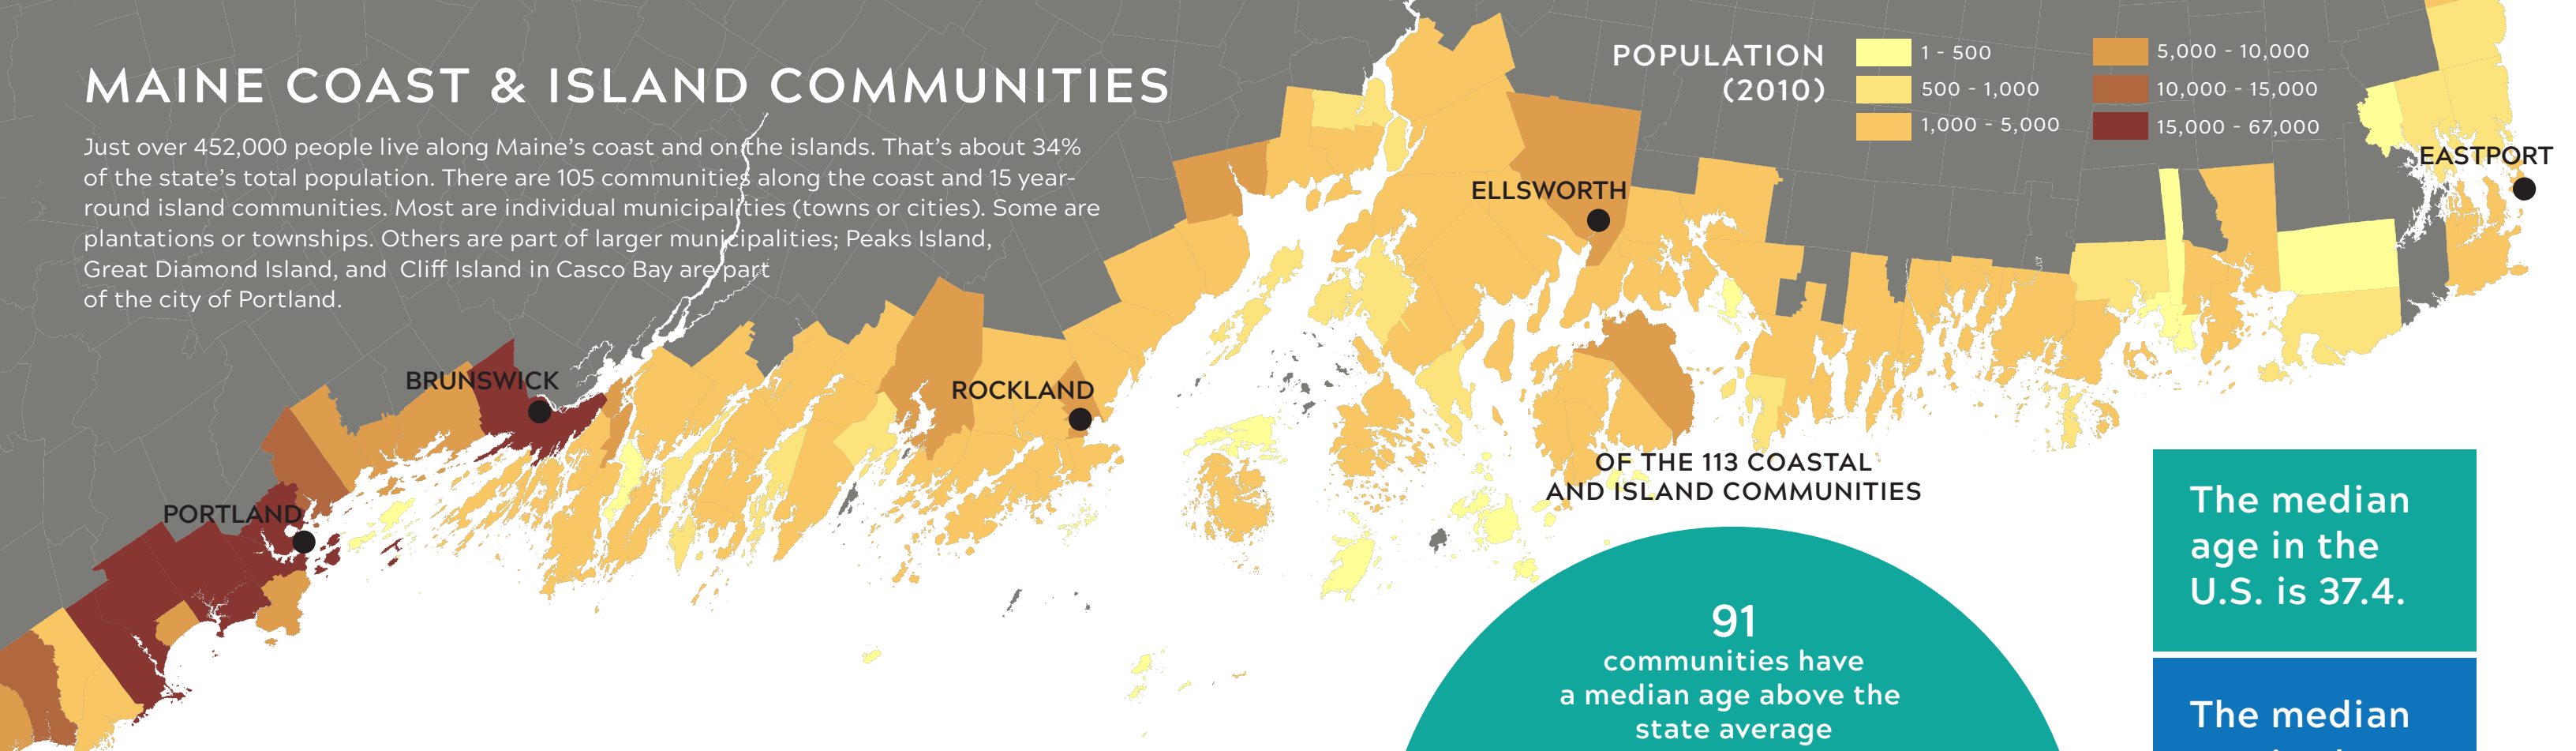 MAINE COAST & ISLAND COMMUNITIES
Just over 452,000 people live along Maine's coast and on the islands. That's about 34%
of the state's total population. There are 105 communities along the coast and 15 year-
round island communities. Most are individual municipalities (towns or cities). Some are
plantations or townships. Others are part of larger municipalities; Peaks Island,
Great Diamond Island, and Cliff Island in Casco Bay are part
of the city of Portland.
POPULATION
(2010)
1 - 500
500 - 1,000
1,000 - 5,000
5,000 - 10,000
10,000 - 15,000
15,000 - 67,000
EASTPORT
ELLSWORTH
BRUNSWICK
ROCKLAND
PORTLAND
OF THE 113 COASTAL
AND ISLAND COMMUNITIES
91
communities have
a median age above the
state average
The median
age in the
U.S. is 37.4.
The median